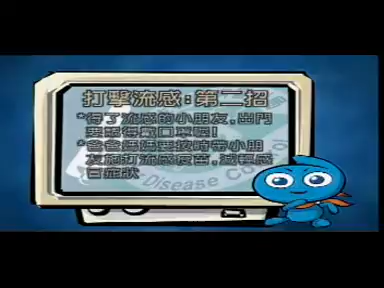 打擊流感:第二招
*得了流感的小朋友,出門
要記得戴口罩喔!
*爸爸媽媽要按時帶小朋
友施打流感疫苗,減輕感
冒症狀
Disease Control